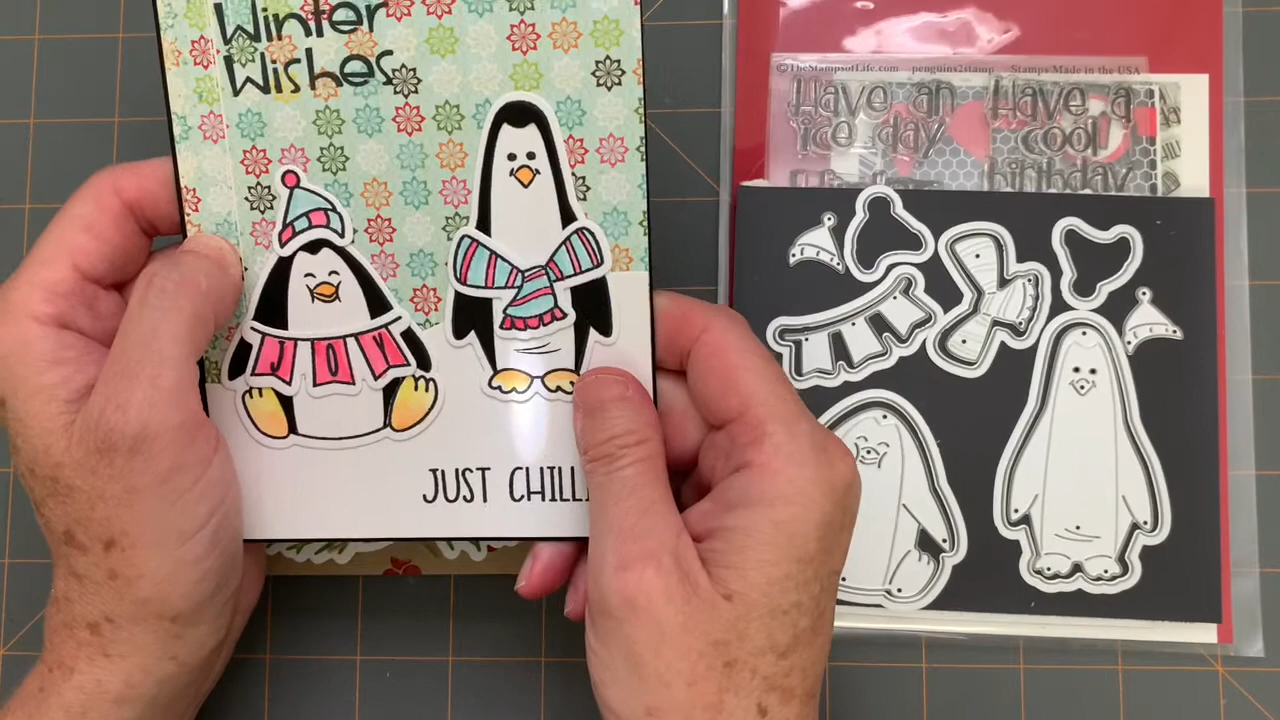 Winter
Wishes
JOY
JUST CHILLI
©TheStampsofLife.com penguins2stamp Stamps Made in the USA
Have an
ice day
Have a
cool
birthday